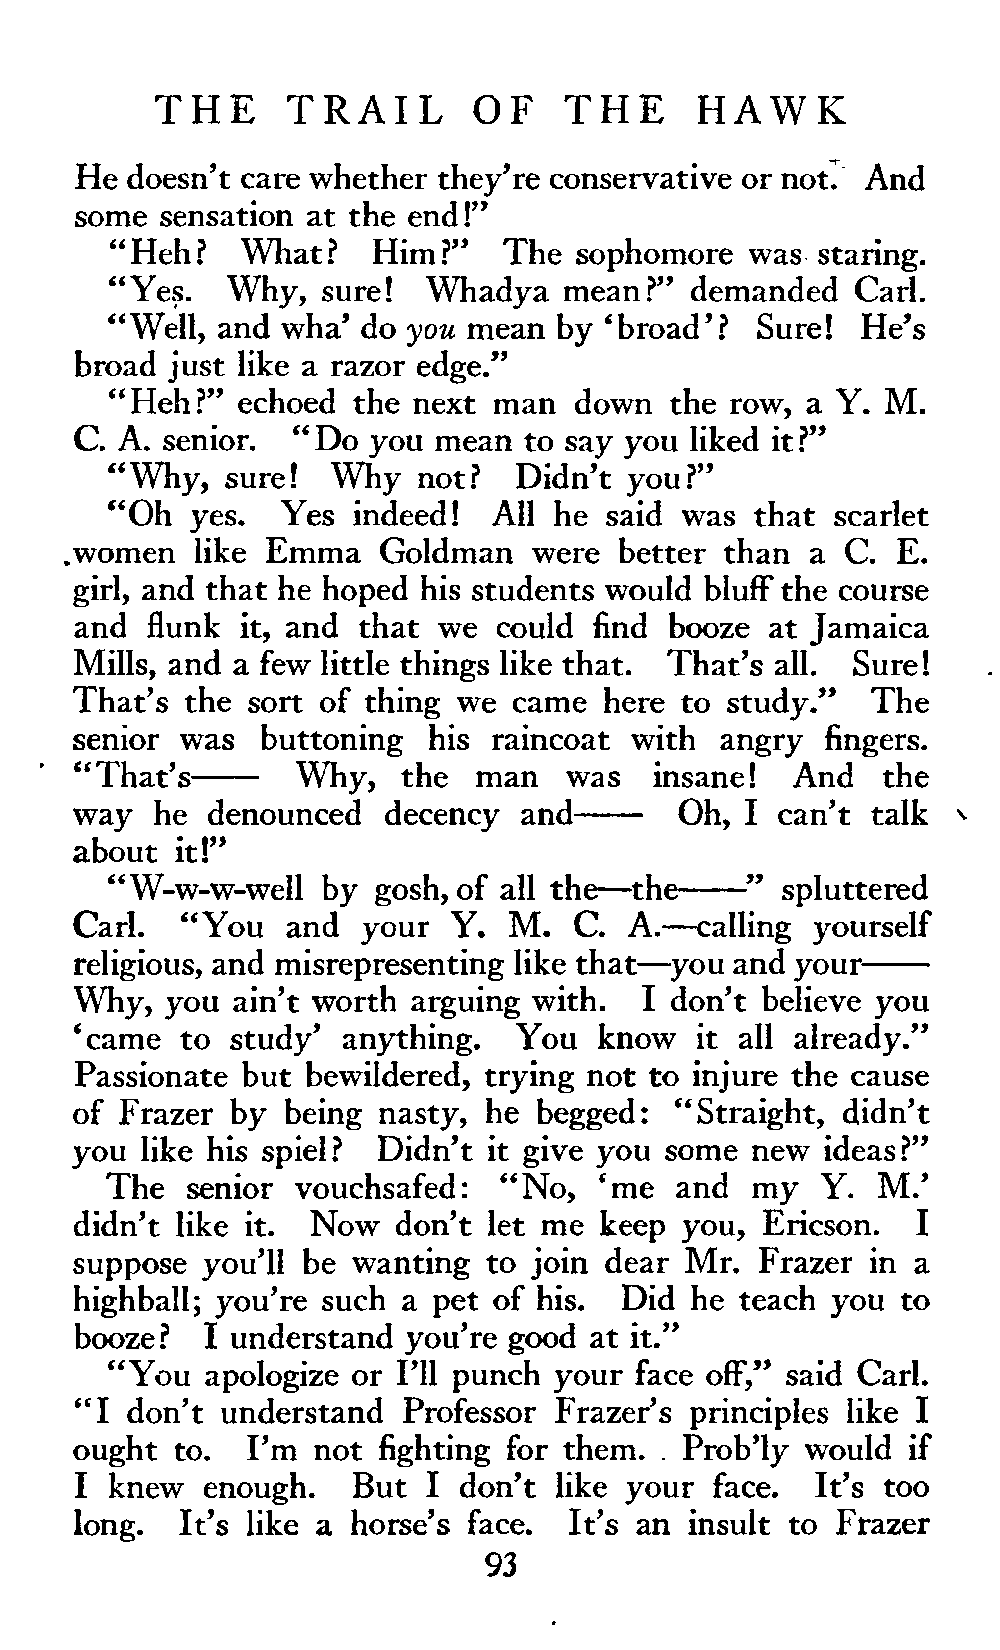 THE TRAIL OF THE HAWK
He doesn't care whether they're conservative or not. And
some sensation at the end!"
"Heh? What? Him?" The sophomore was staring.
"Yes. Why, sure! Whadya mean?" demanded Carl.
"Well, and wha' do you mean by 'broad'? Sure! He's
broad just like a razor edge."
"Heh?" echoed the next man down the row, a Y. M.
C. A. senior. "Do you mean to say you liked it?"
"Why, sure! Why not? Didn't you?"
"Oh yes. Yes indeed! All he said was that scarlet
women like Emma Goldman were better than a C. E.
girl, and that he hoped his students would bluff the course
and flunk it, and that we could find booze at Jamaica
Mills, and a few little things like that. That's all. Sure!
That's the sort of thing we came here to study." The
senior was buttoning his raincoat with angry fingers.
"That's—— Why, the man was insane! And the
way he denounced decency and—— Oh, I can't talk
about it!"
"W-w-w-well by gosh, of all the—the——" spluttered
Carl. "You and your Y. M. C. A.—calling yourself
religious, and misrepresenting like that—you and your——
Why, you ain't worth arguing with. I don't believe you
'came to study' anything. You know it all already."
Passionate but bewildered, trying not to injure the cause
of Frazer by being nasty, he begged: "Straight, didn't
you like his spiel? Didn't it give you some new ideas?"
The senior vouchsafed: "No, 'me and my Y. M.'
didn't like it. Now don't let me keep you, Ericson. I
suppose you'll be wanting to join dear Mr. Frazer in a
highball; you're such a pet of his. Did he teach you to
booze? I understand you're good at it."
"You apologize or I'll punch your face off," said Carl.
"I don't understand Professor Frazer's principles like I
ought to. I'm not fighting for them. Prob'ly would if
I knew enough. But I don't like your face. It's too
long. It's like a horse's face. It's an insult to Frazer
93